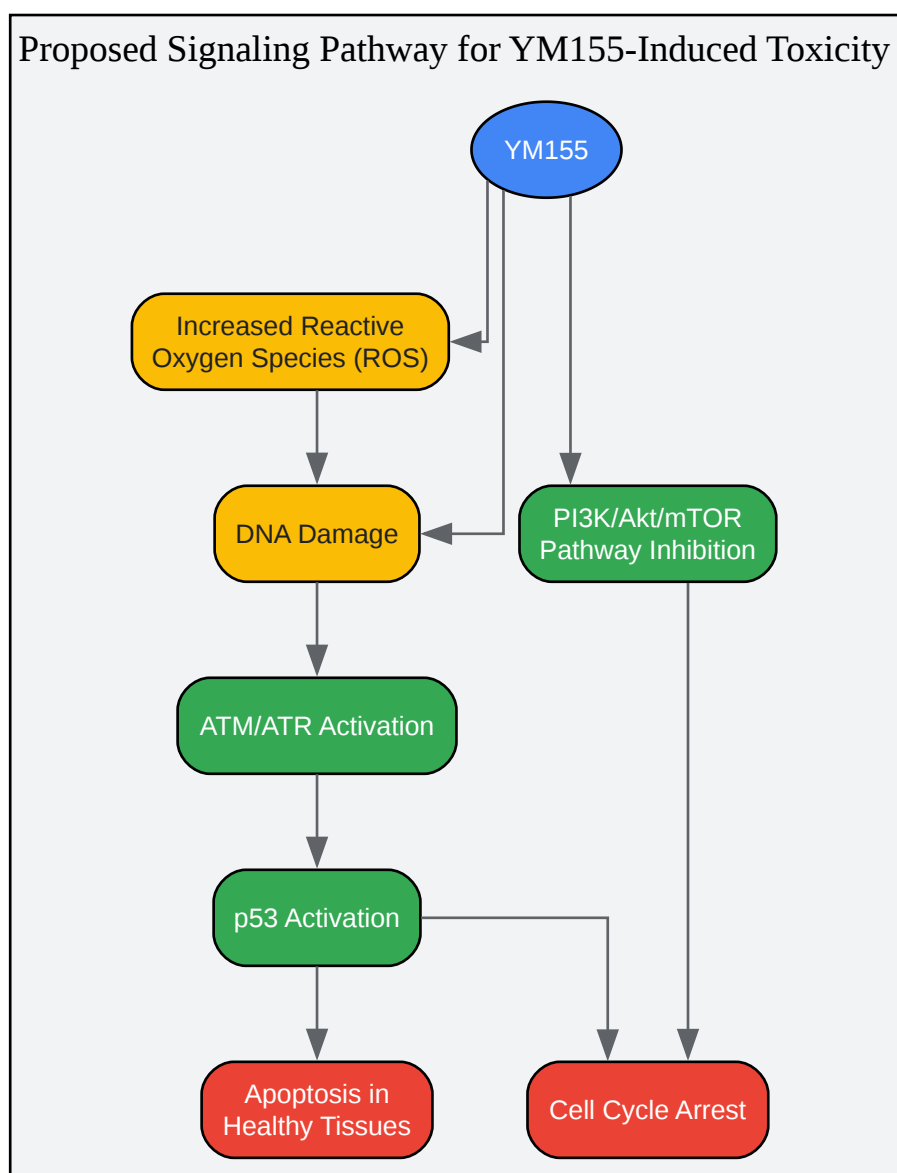 Proposed Signaling Pathway for YM155-Induced Toxicity
YM155
Increased Reactive
Oxygen Species (ROS)
DNA Damage
PI3K/Akt/mTOR
Pathway Inhibition
ATM/ATR Activation
p53 Activation
Apoptosis in
Healthy Tissues
Cell Cycle Arrest